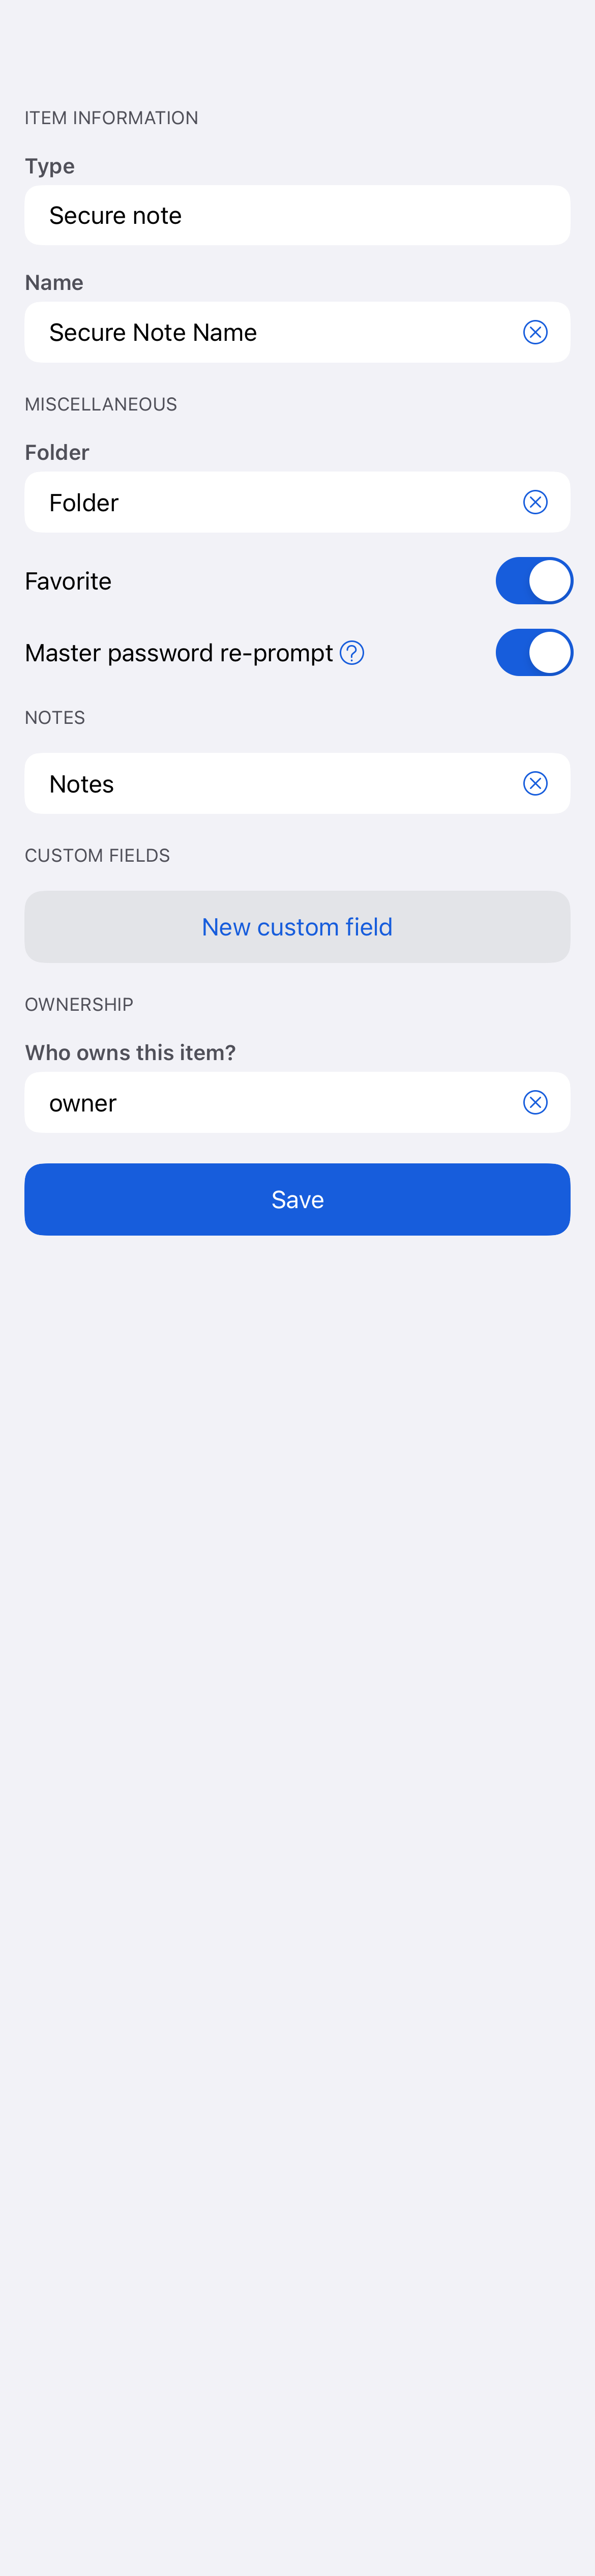 ITEM INFORMATION
Type
Secure note
Name
Secure Note Name
MISCELLANEOUS
Folder
Folder
Favorite
Master password re-prompt
NOTES
Notes
CUSTOM FIELDS
New custom field
OWNERSHIP
Who owns this item?
owner
Save